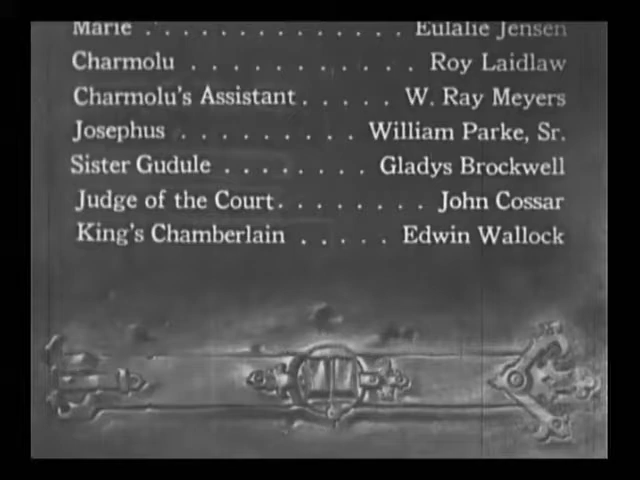 Marie . . . . . . . . . . . . . Eulalie Jensen
Charmolu . . . . . . . . . . . . Roy Laidlaw
Charmolu's Assistant . . . . . W. Ray Meyers
Josephus . . . . . . . . . William Parke, Sr.
Sister Gudule . . . . . . . . Gladys Brockwell
Judge of the Court . . . . . . . . John Cossar
King's Chamberlain . . . . . Edwin Wallock